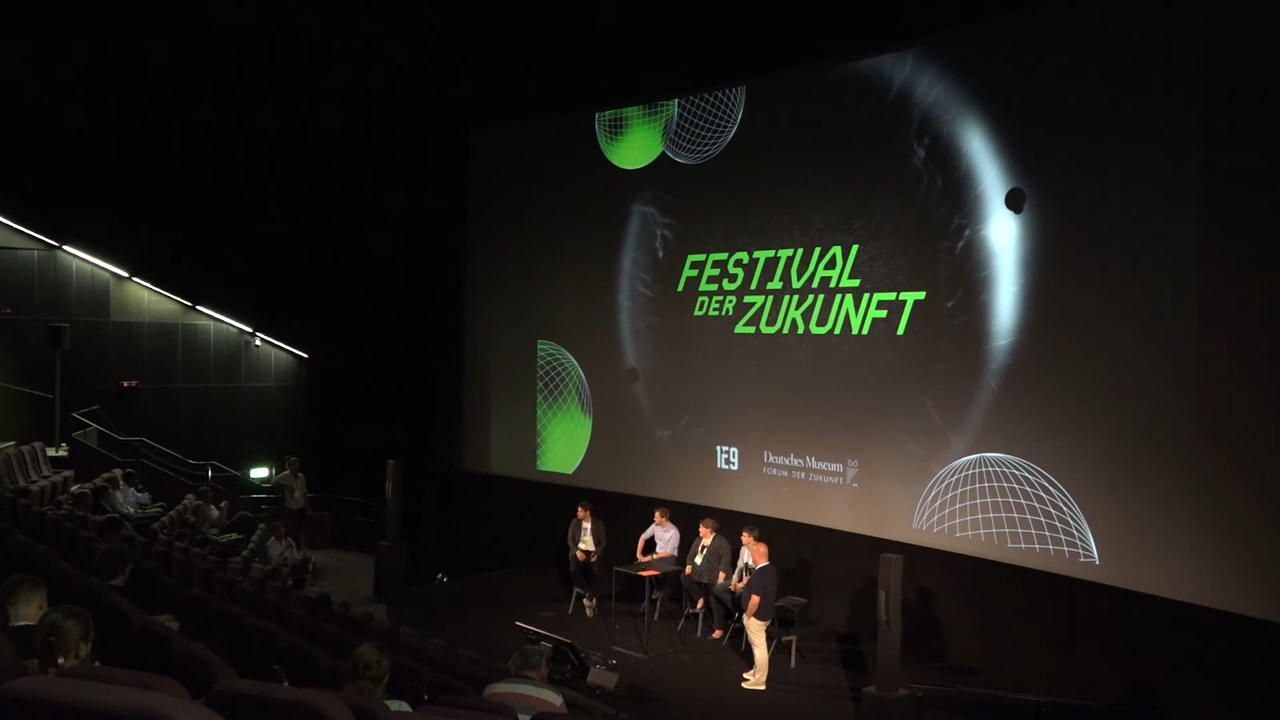 FESTIVAL
DER ZUKUNFT
1E9
Deutsches Museum
FORUM DER ZUKUNFT